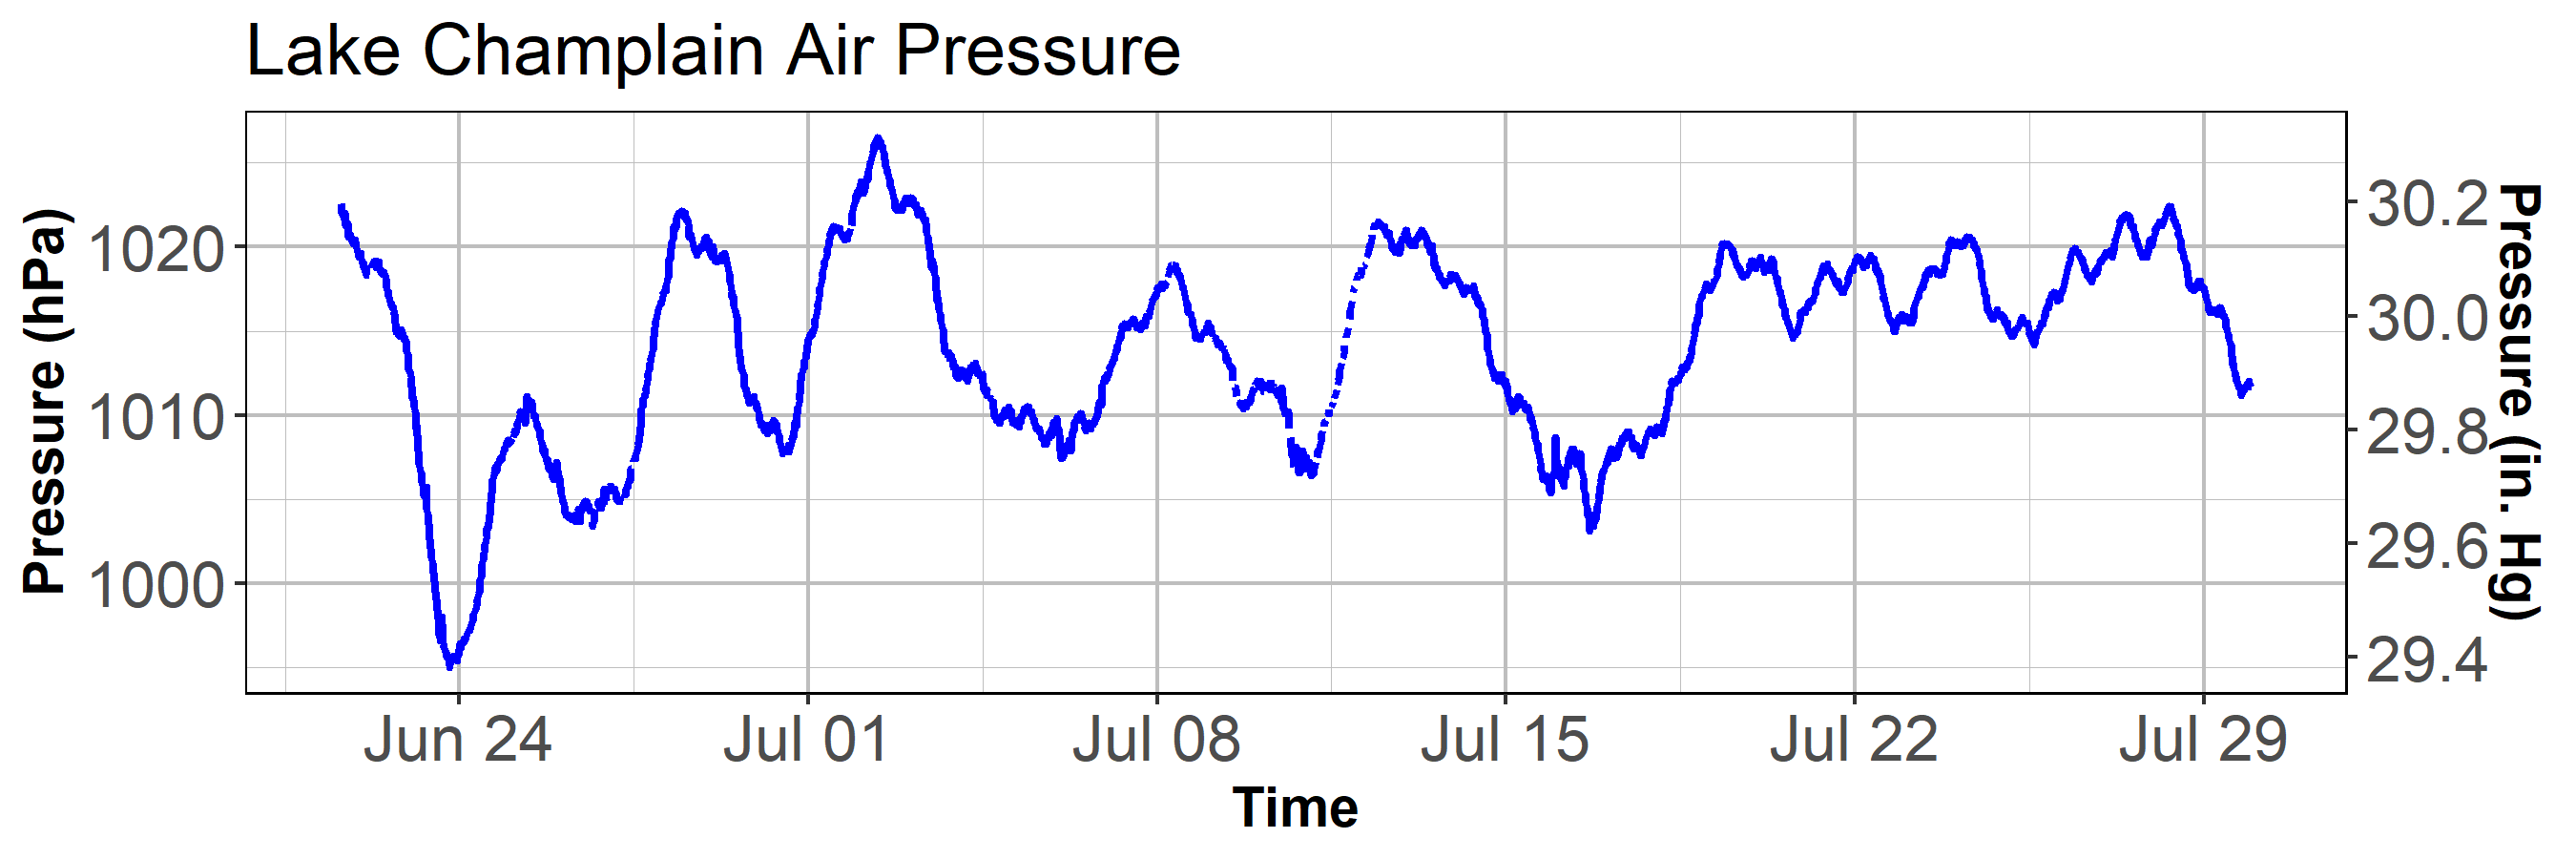 Lake Champlain Air Pressure
Pressure (hPa)
1020
1010
1000
30.2
30.0
29.8
29.6
29.4
Pressure (in. Hg)
Jun 24
Jul 01
Jul 08
Jul 15
Jul 22
Jul 29
Time